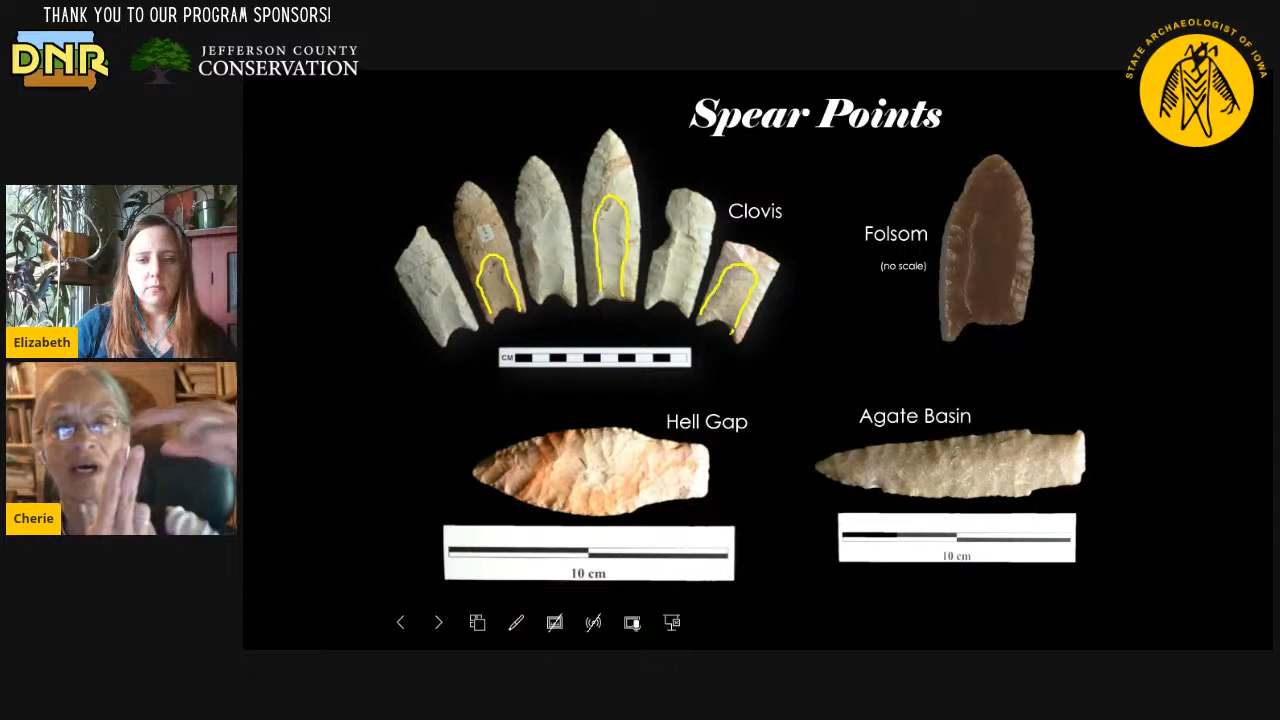 THANK YOU TO OUR PROGRAM SPONSORS!
DNR
JEFFERSON COUNTY
CONSERVATION
STATE ARCHAEOLOGIST OF IOWA
Spear Points
Clovis
Folsom
(no scale)
CM
Elizabeth
Hell Gap
Agate Basin
Cherie
10 cm
10 cm